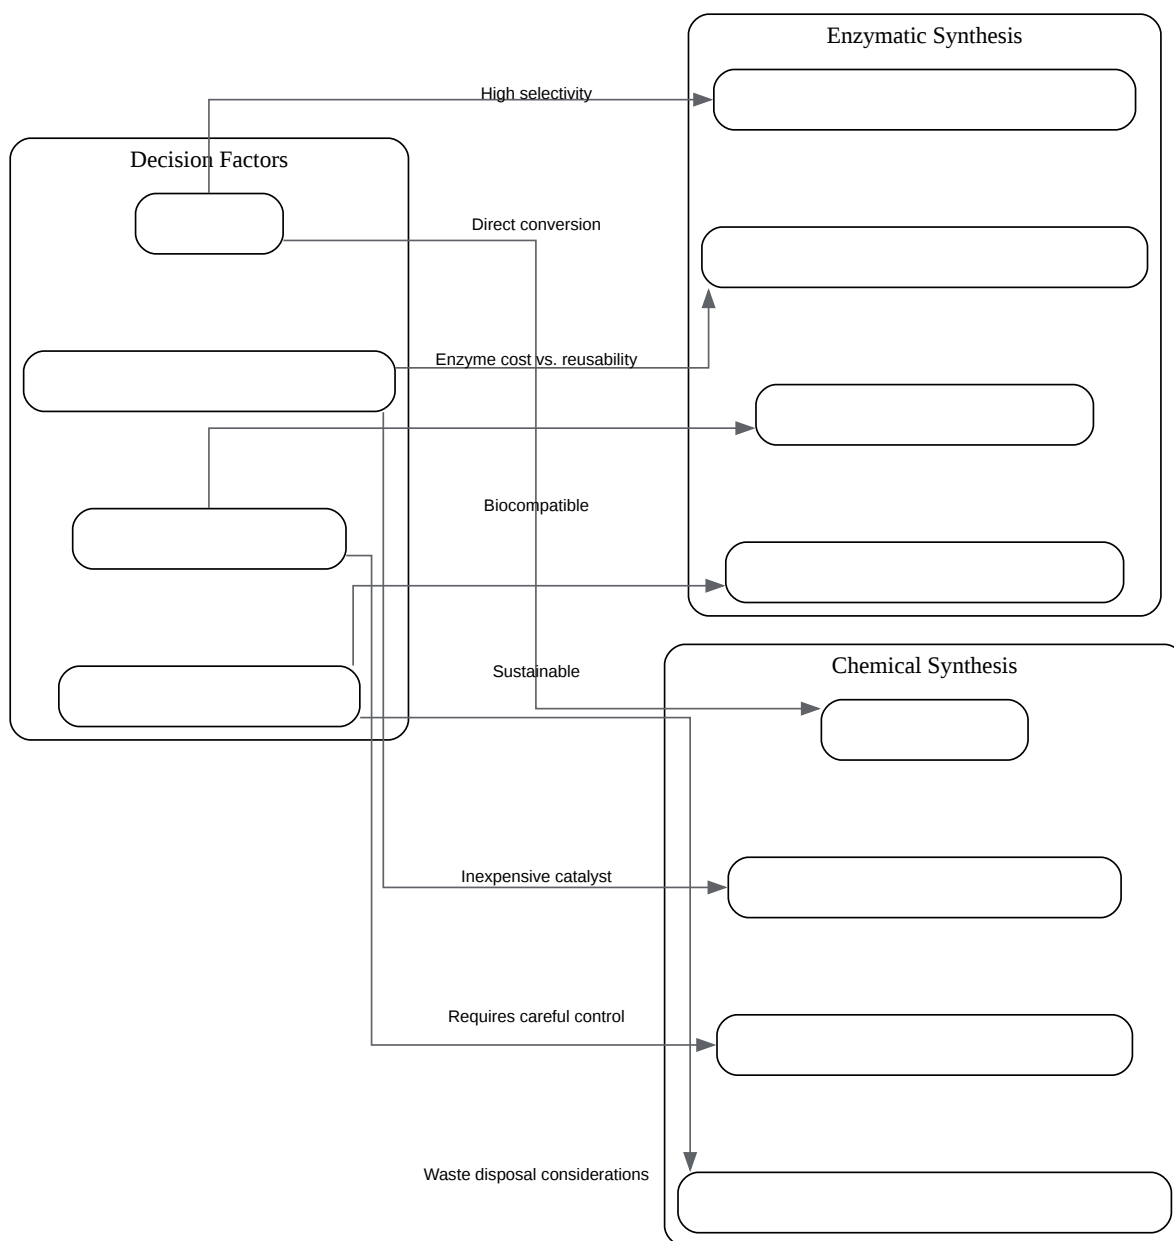 Enzymatic Synthesis
High selectivity
Decision Factors
Direct conversion
Enzyme cost vs. reusability
Biocompatible
Sustainable
Chemical Synthesis
Inexpensive catalyst
Requires careful control
Waste disposal considerations